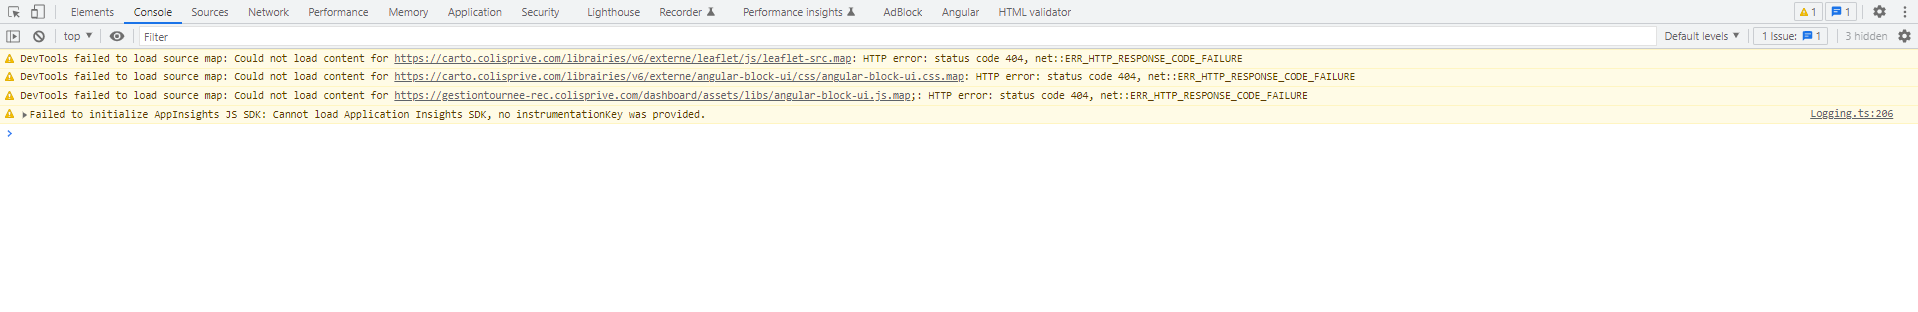 Elements Console Sources Network Performance Memory Application Security Lighthouse Recorder Performance insights AdBlock Angular HTML validator 1 1
top Filter Default levels 1 Issue: 1 3 hidden
DevTools failed to load source map: Could not load content for https://carto.colisprive.com/librairies/v6/externe/leaflet/js/leaflet-src.map: HTTP error: status code 404, net::ERR_HTTP_RESPONSE_CODE_FAILURE
DevTools failed to load source map: Could not load content for https://carto.colisprive.com/librairies/v6/externe/angular-block-ui/css/angular-block-ui.css.map: HTTP error: status code 404, net::ERR_HTTP_RESPONSE_CODE_FAILURE
DevTools failed to load source map: Could not load content for https://gestiontournee-rec.colisprive.com/dashboard/assets/libs/angular-block-ui.js.map;: HTTP error: status code 404, net::ERR_HTTP_RESPONSE_CODE_FAILURE
Failed to initialize AppInsights JS SDK: Cannot load Application Insights SDK, no instrumentationKey was provided. Logging.ts:206